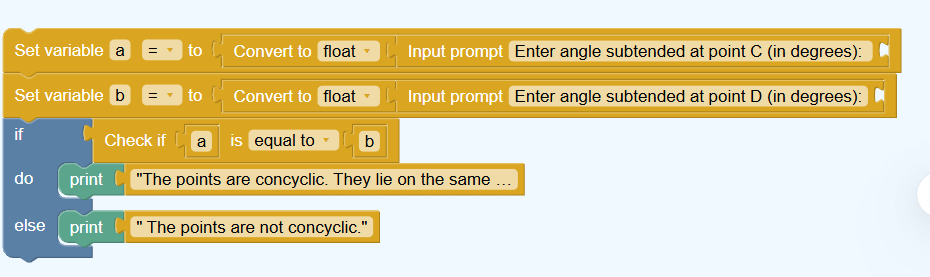 Set variable a = to Convert to float Input prompt Enter angle subtended at point C (in degrees):
Set variable b = to Convert to float Input prompt Enter angle subtended at point D (in degrees):
if Check if a is equal to b
do print "The points are concyclic. They lie on the same ...
else print " The points are not concyclic."